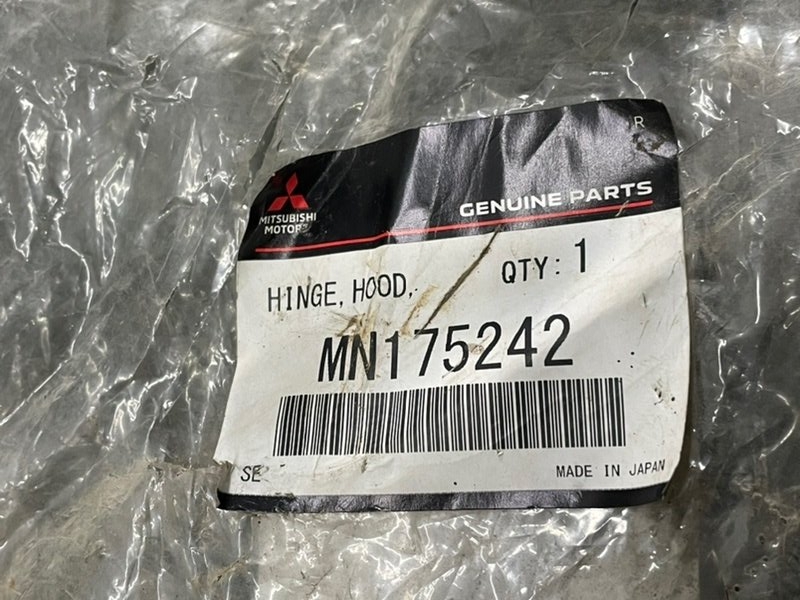 R
MITSUBISHI
MOTORS
GENUINE PARTS
HINGE, HOOD,
QTY: 1
MN175242
SE
MADE IN JAPAN